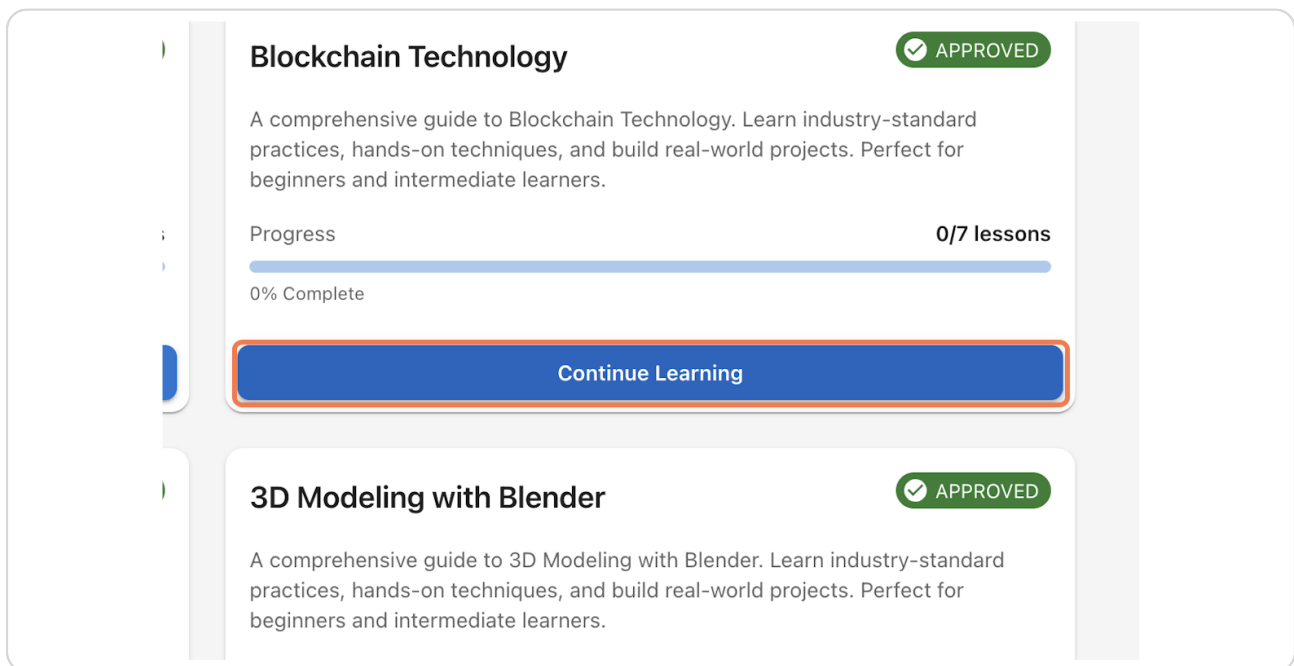 Blockchain Technology
APPROVED
A comprehensive guide to Blockchain Technology. Learn industry-standard
practices, hands-on techniques, and build real-world projects. Perfect for
beginners and intermediate learners.
Progress
0/7 lessons
0% Complete
Continue Learning
3D Modeling with Blender
APPROVED
A comprehensive guide to 3D Modeling with Blender. Learn industry-standard
practices, hands-on techniques, and build real-world projects. Perfect for
beginners and intermediate learners.